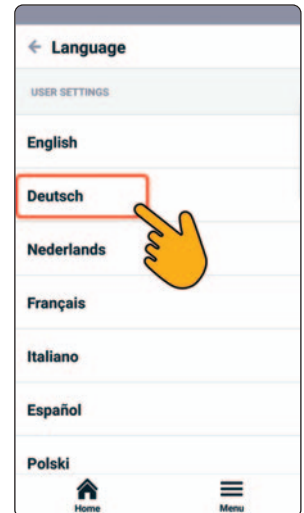 Language
USER SETTINGS
English
Deutsch
Nederlands
Français
Italiano
Español
Polski
Home
Menu